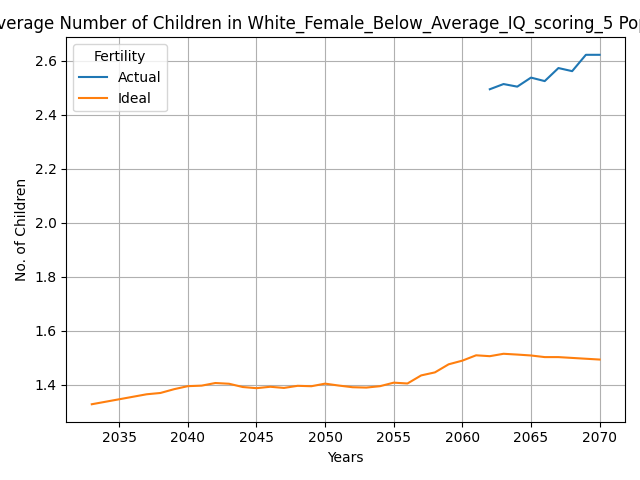 verage Number of Children in White_Female_Below_Average_IQ_scoring_5 Pop
Fertility
Actual
Ideal
No. of Children
2.6
2.4
2.2
2.0
1.8
1.6
1.4
2035 2040 2045 2050 2055 2060 2065 2070
Years